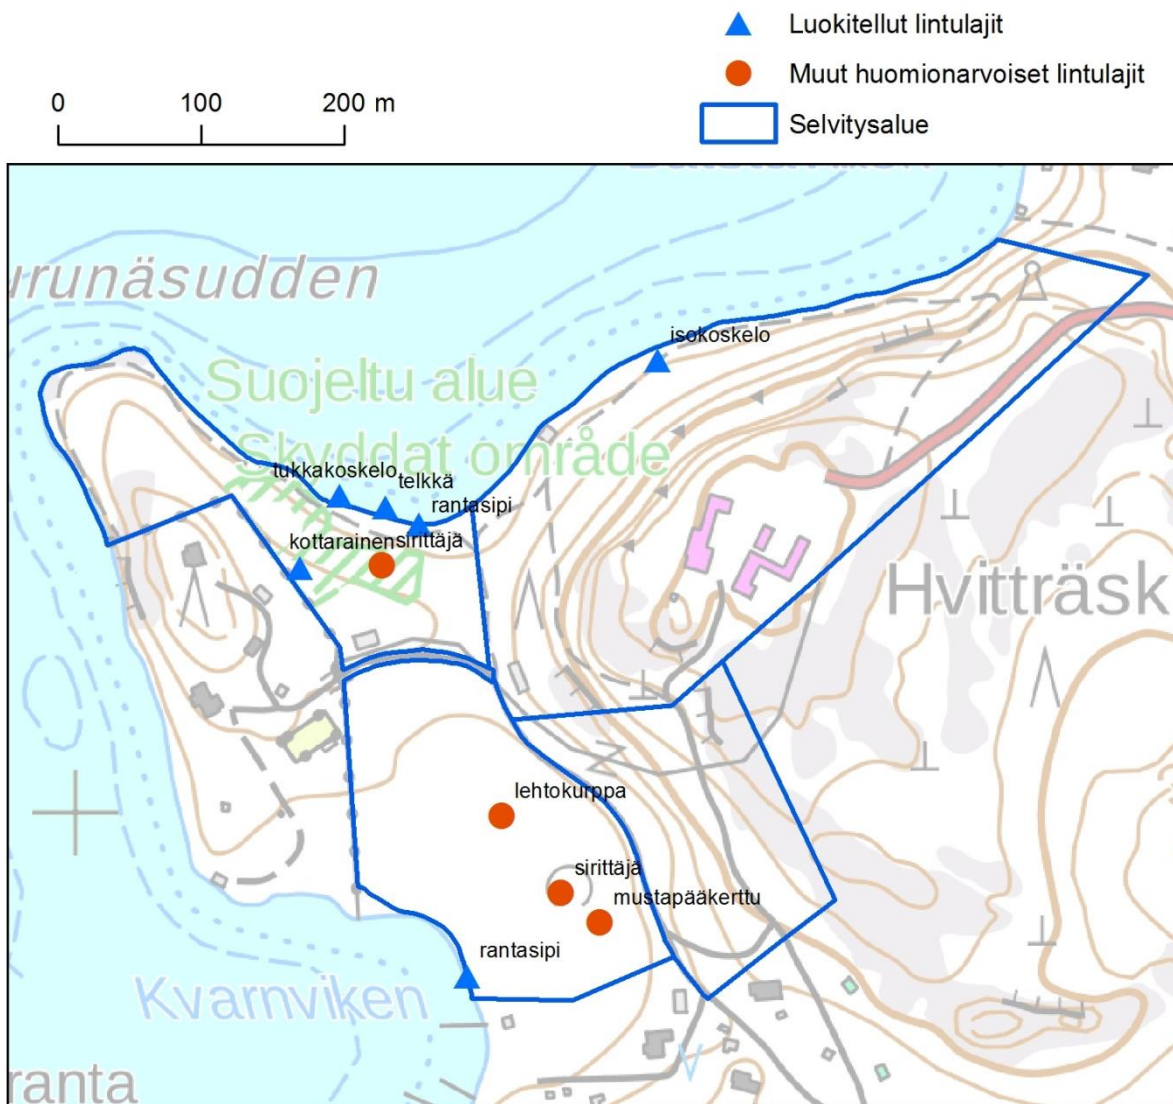 Luokitellut lintulajit
Muut huomionarvoiset lintulajit
Selvitysalue
0 100 200 m
urunäsudden
isokoskelo
Suojeltu alue
Skyddat område
tukkakoskelo
telkkä
rantasipi
kottarainen
sirittäjä
Hvitträsk
lehtokurppa
sirittäjä
mustapääkerttu
rantasipi
Kvarnviken
ranta